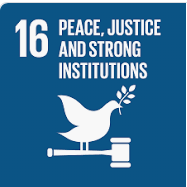 16 PEACE, JUSTICE
AND STRONG
INSTITUTIONS